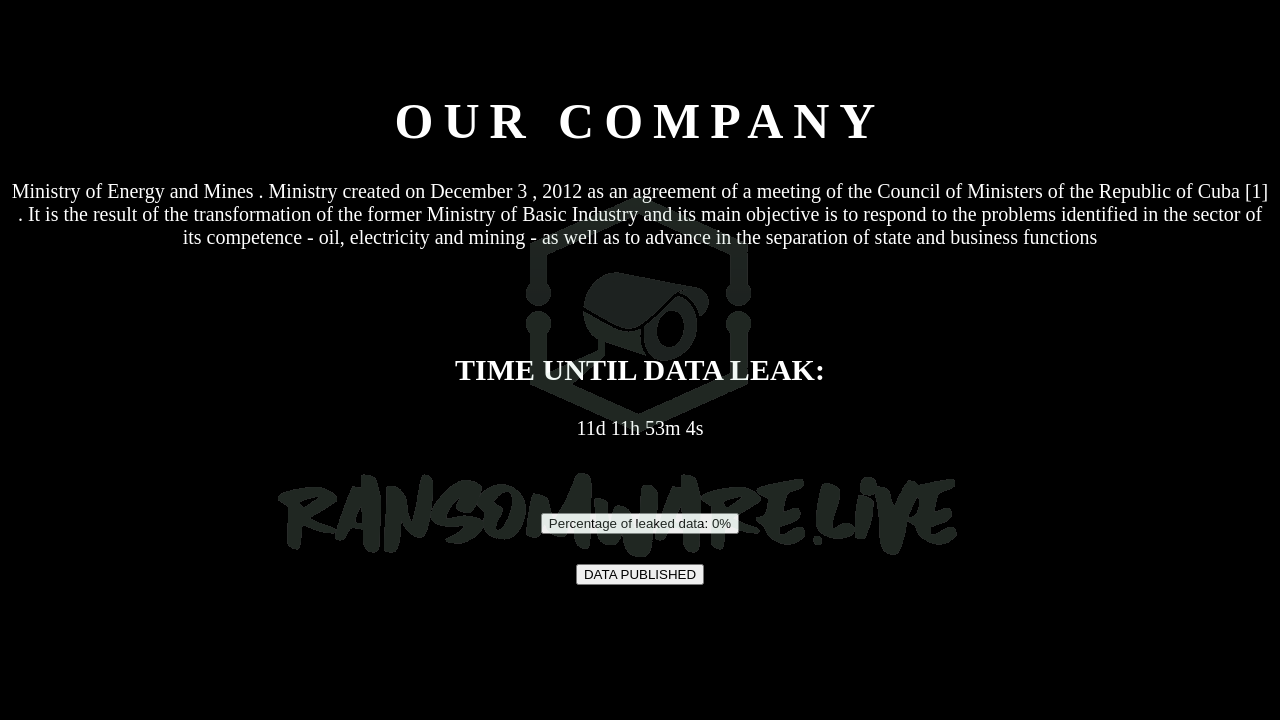 OUR COMPANY
Ministry of Energy and Mines . Ministry created on December 3 , 2012 as an agreement of a meeting of the Council of Ministers of the Republic of Cuba [1]
. It is the result of the transformation of the former Ministry of Basic Industry and its main objective is to respond to the problems identified in the sector of
its competence - oil, electricity and mining - as well as to advance in the separation of state and business functions
TIME UNTIL DATA LEAK:
11d 11h 53m 4s
RANSOMWARE.LIVE
Percentage of leaked data: 0%
DATA PUBLISHED